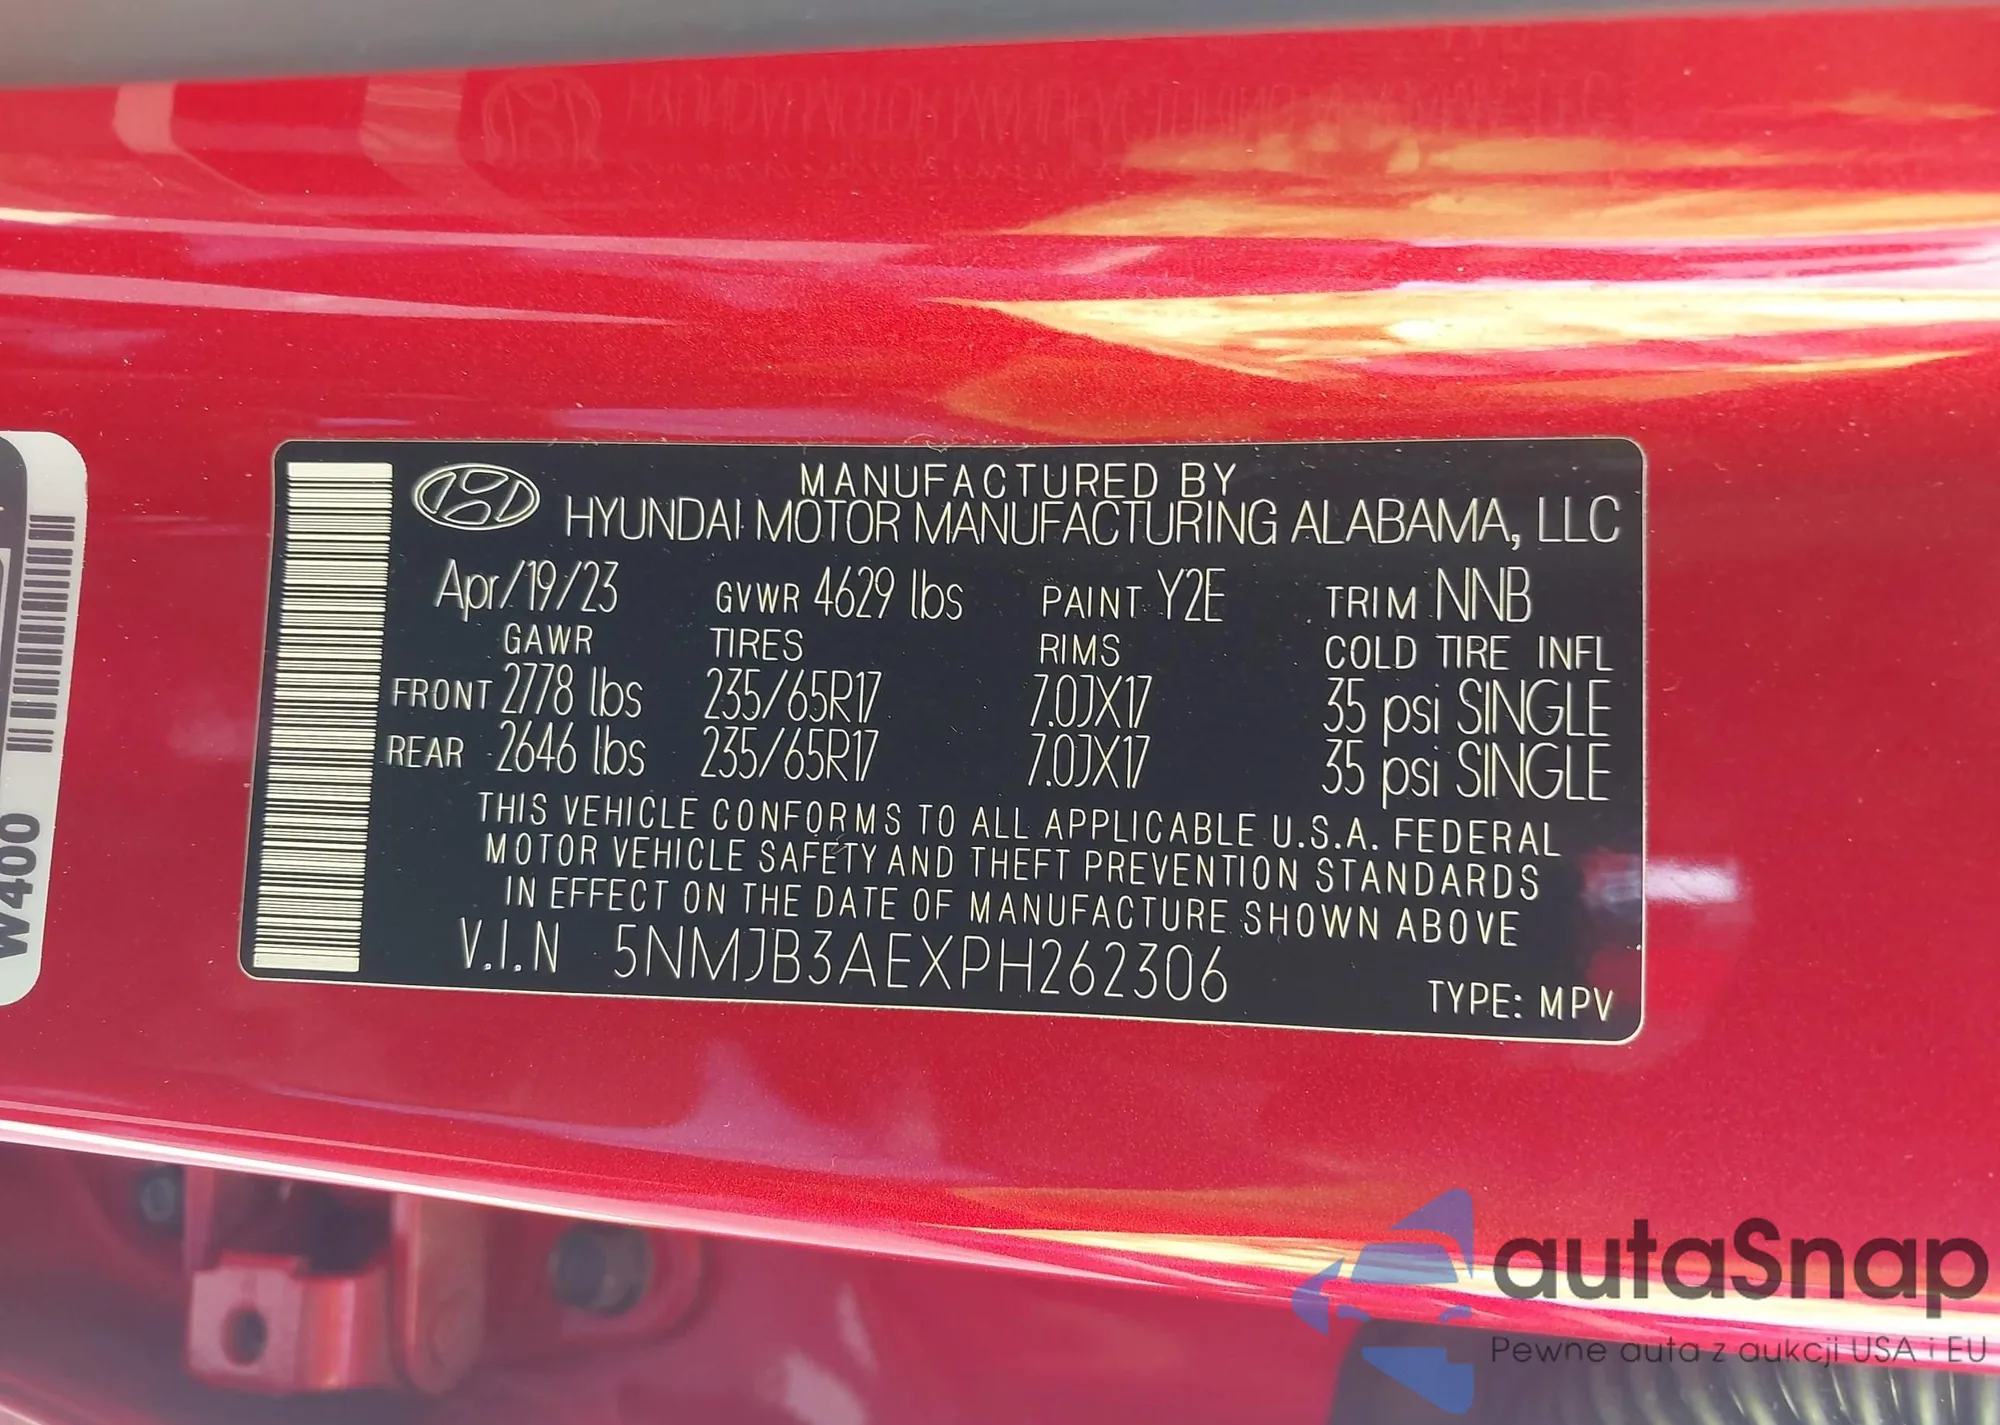 MANUFACTURED BY
HYUNDAI MOTOR MANUFACTURING ALABAMA, LLC
Apr/19/23 GVWR 4629 lbs PAINT Y2E TRIM NNB
GAWR TIRES RIMS COLD TIRE INFL
FRONT 2778 lbs 235/65R17 7.0JX17 35 psi SINGLE
REAR 2646 lbs 235/65R17 7.0JX17 35 psi SINGLE
THIS VEHICLE CONFORMS TO ALL APPLICABLE U.S.A. FEDERAL
MOTOR VEHICLE SAFETY AND THEFT PREVENTION STANDARDS
IN EFFECT ON THE DATE OF MANUFACTURE SHOWN ABOVE
V.I.N 5NMJB3AEXPH262306
TYPE: MPV
W400
autaSnap
Pewne auta z aukcji USA i EU